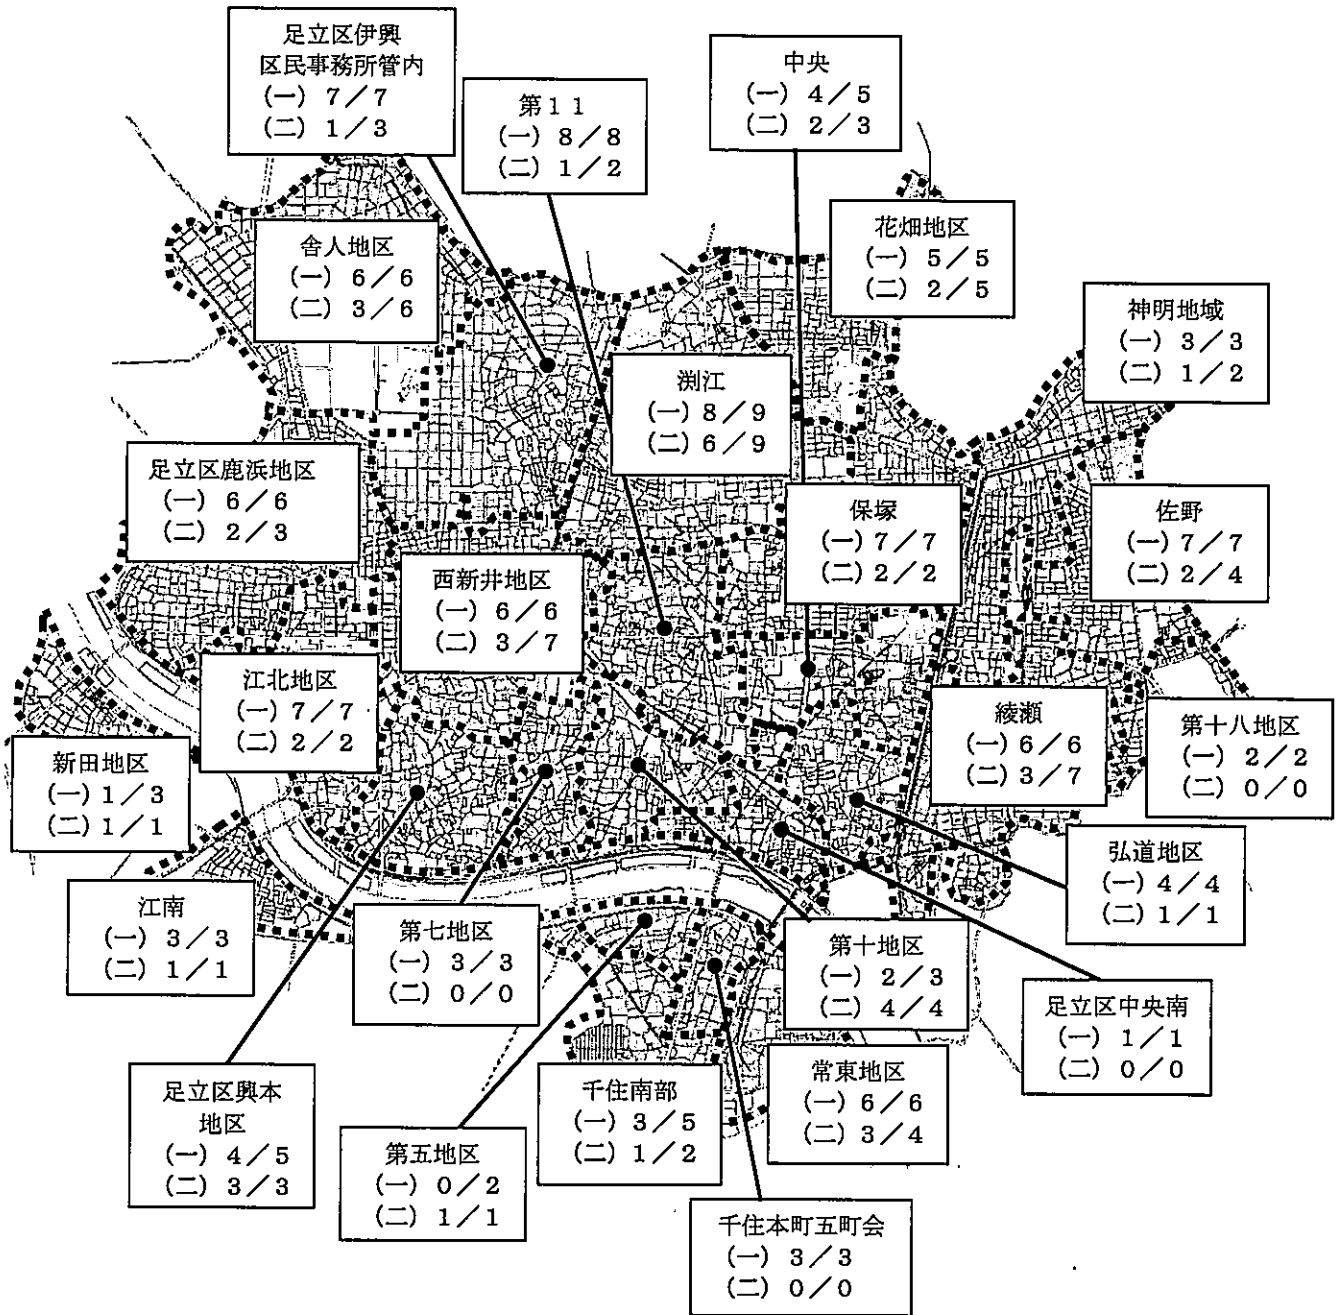 足立区伊興
区民事務所管内
(一) 7/7
(二) 1/3
第11
(一) 8/8
(二) 1/2
中央
(一) 4/5
(二) 2/3
舎人地区
(一) 6/6
(二) 3/6
花畑地区
(一) 5/5
(二) 2/5
神明地域
(一) 3/3
(二) 1/2
渕江
(一) 8/9
(二) 6/9
足立区鹿浜地区
(一) 6/6
(二) 2/3
保塚
(一) 7/7
(二) 2/2
佐野
(一) 7/7
(二) 2/4
西新井地区
(一) 6/6
(二) 3/7
江北地区
(一) 7/7
(二) 2/2
綾瀬
(一) 6/6
(二) 3/7
第十八地区
(一) 2/2
(二) 0/0
新田地区
(一) 1/3
(二) 1/1
弘道地区
(一) 4/4
(二) 1/1
江南
(一) 3/3
(二) 1/1
第七地区
(一) 3/3
(二) 0/0
第十地区
(一) 2/3
(二) 4/4
足立区中央南
(一) 1/1
(二) 0/0
足立区興本
地区
(一) 4/5
(二) 3/3
千住南部
(一) 3/5
(二) 1/2
常東地区
(一) 6/6
(二) 3/4
第五地区
(一) 0/2
(二) 1/1
千住本町五町会
(一) 3/3
(二) 0/0